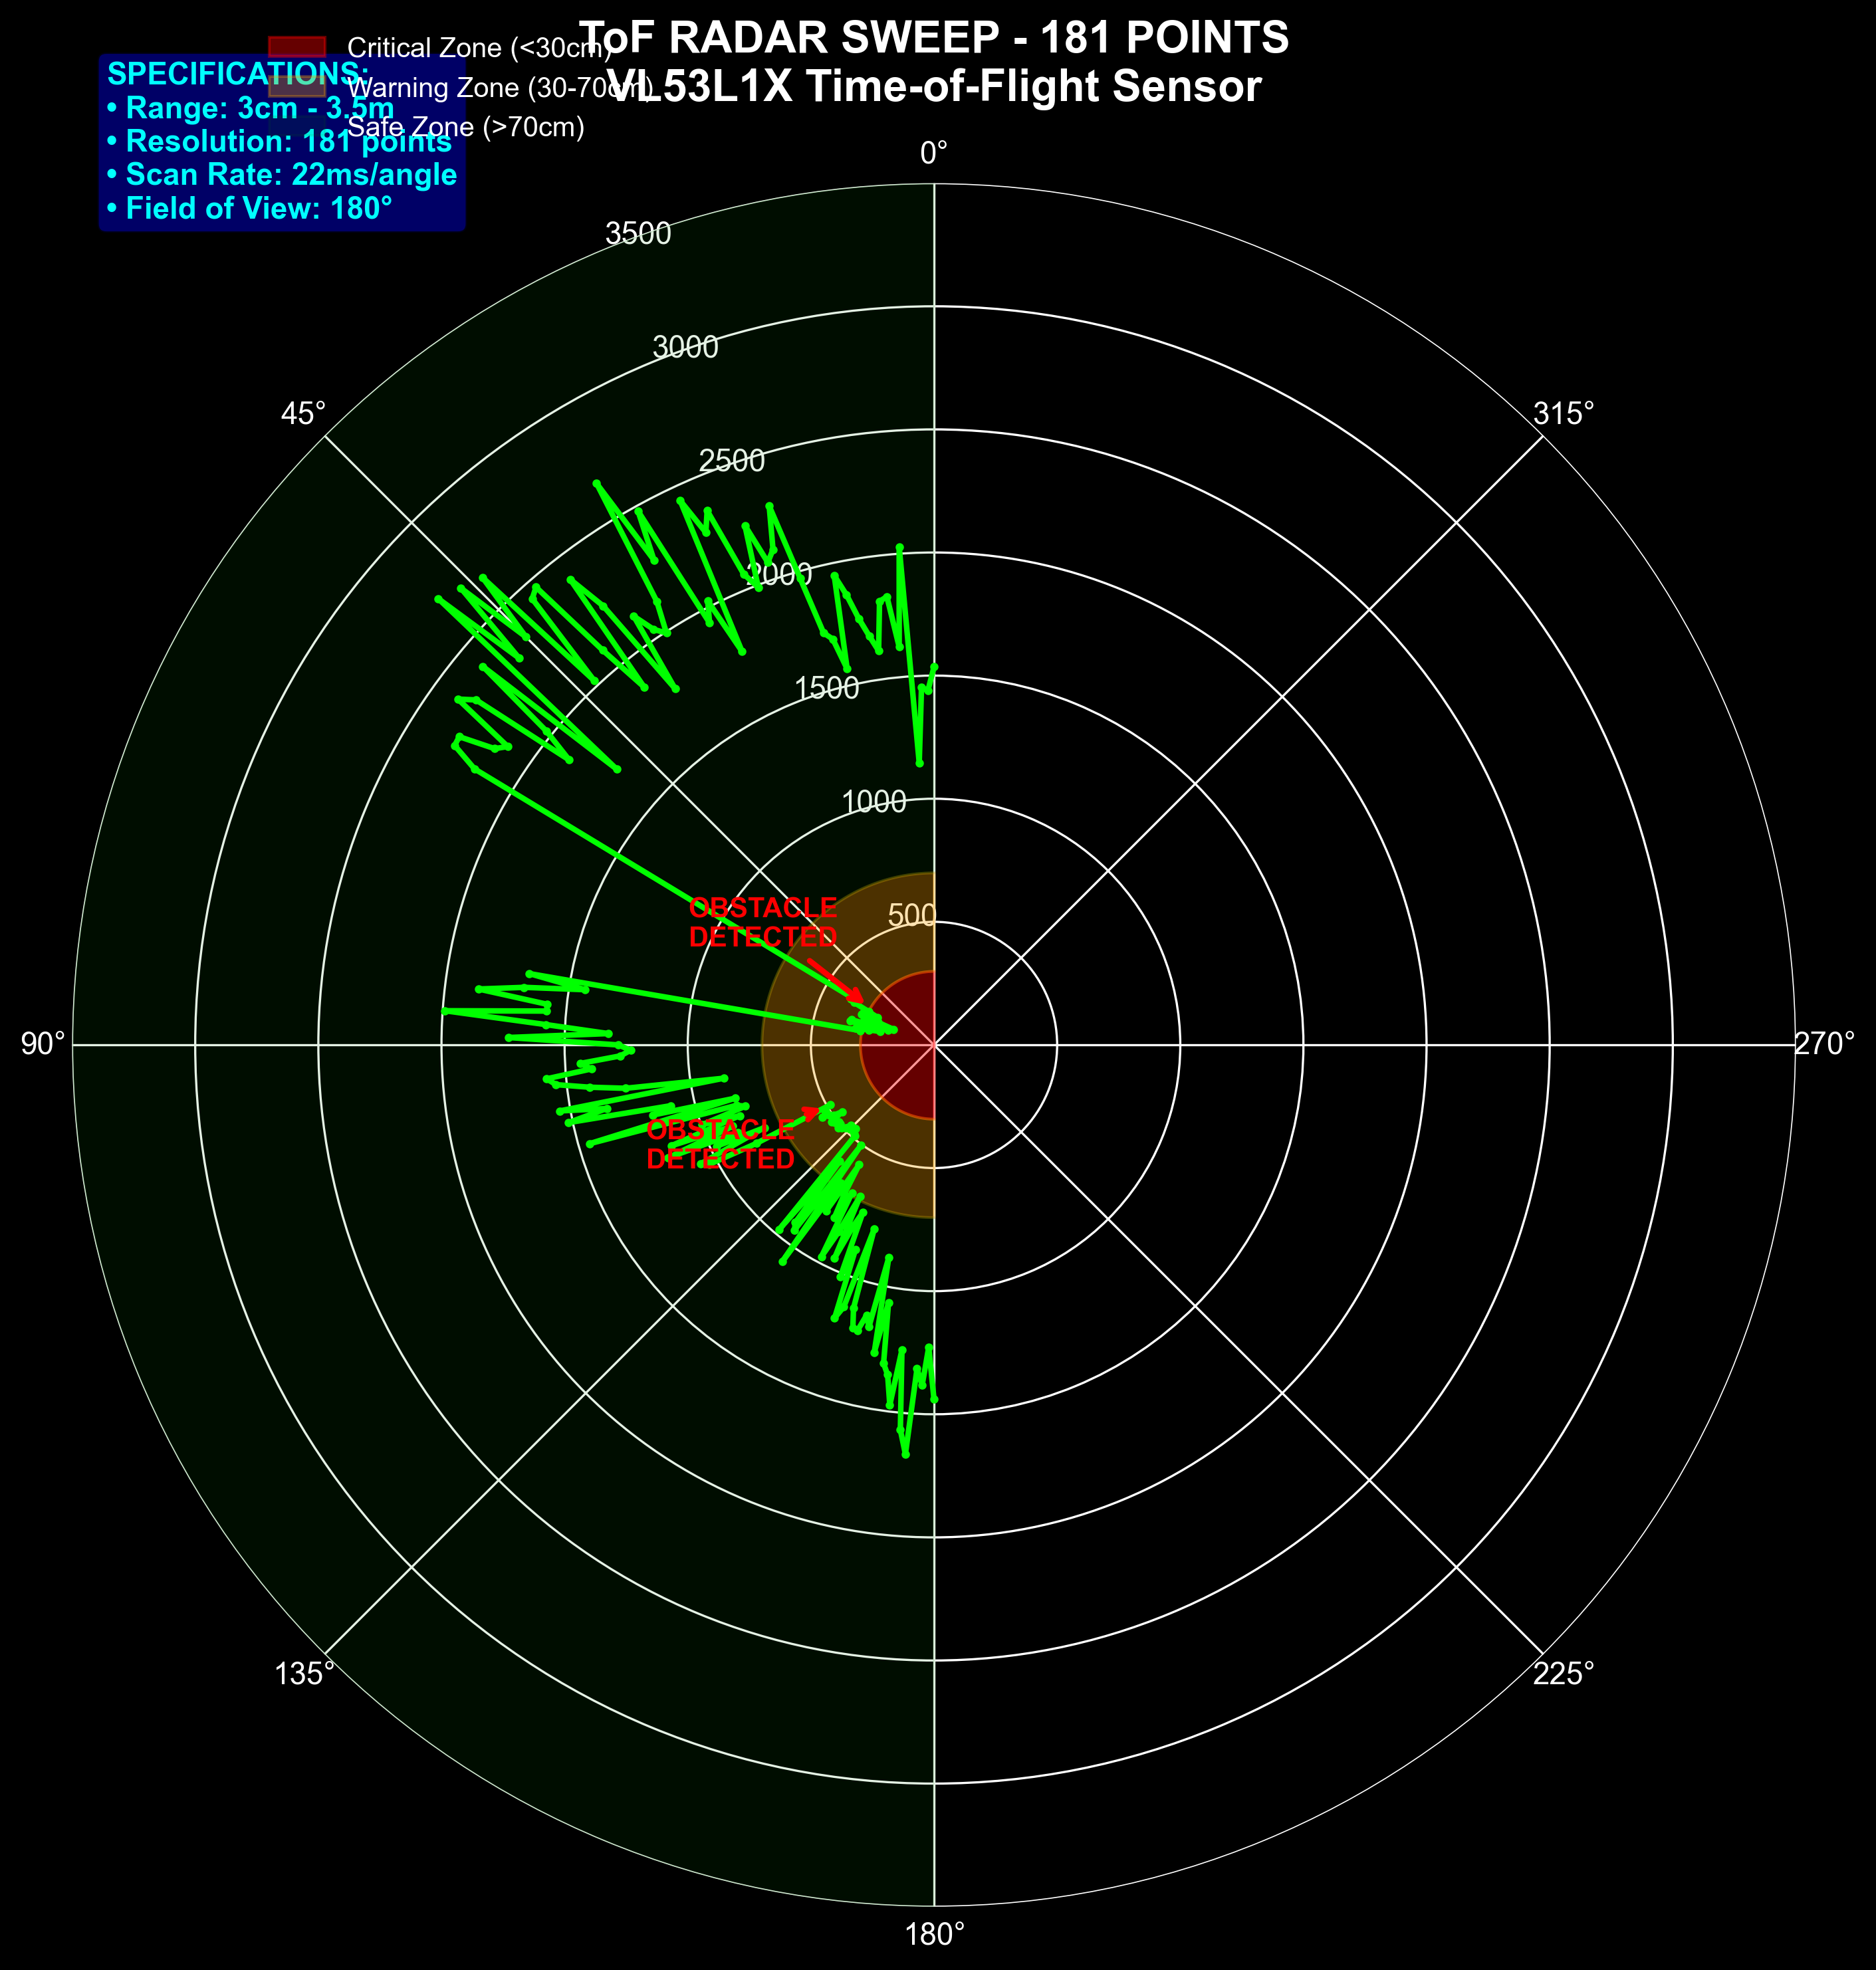 ToF RADAR SWEEP - 181 POINTS
VL53L1X Time-of-Flight Sensor
Critical Zone (<30cm)
Warning Zone (30-70cm)
Safe Zone (>70cm)
SPECIFICATIONS:
• Range: 3cm - 3.5m
• Resolution: 181 points
• Scan Rate: 22ms/angle
• Field of View: 180°
0°
3500
3000
45°
315°
2500
2000
1500
1000
500
OBSTACLE
DETECTED
90°
270°
OBSTACLE
DETECTED
135°
225°
180°